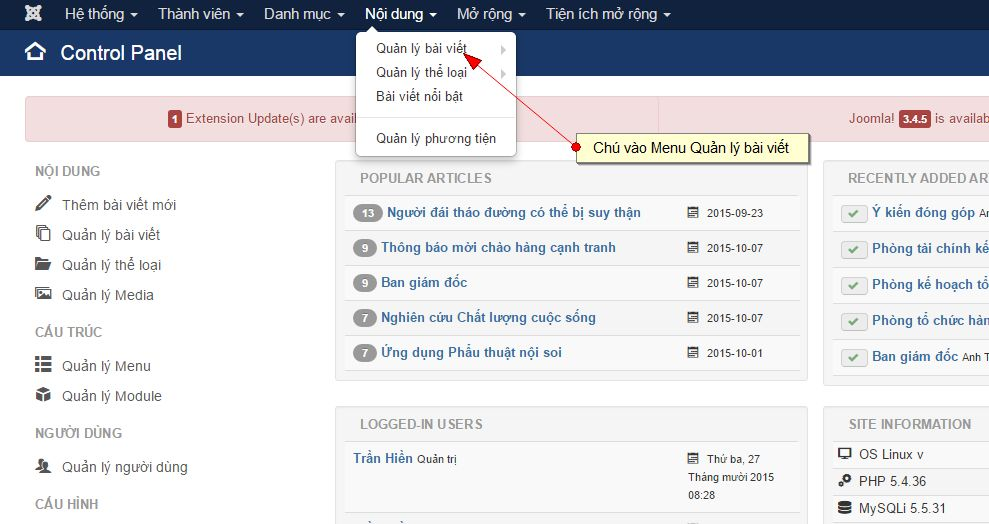 Hệ thống Thành viên Danh mục Nội dung Mở rộng Tiện ích mở rộng
Control Panel
Quản lý bài viết
Quản lý thể loại
Bài viết nổi bật
Quản lý phương tiện
1 Extension Update(s) are avai
Joomla! 3.4.5 is availab
Chú vào Menu Quản lý bài viết
NỘI DUNG
Thêm bài viết mới
Quản lý bài viết
Quản lý thể loại
Quản lý Media
CẤU TRÚC
Quản lý Menu
Quản lý Module
NGƯỜI DÙNG
Quản lý người dùng
CẤU HÌNH
POPULAR ARTICLES
13 Người đái tháo đường có thể bị suy thận 2015-09-23
9 Thông báo mời chào hàng cạnh tranh 2015-10-07
9 Ban giám đốc 2015-10-07
7 Nghiên cứu Chất lượng cuộc sống 2015-10-07
7 Ứng dụng Phẩu thuật nội soi 2015-10-01
RECENTLY ADDED AR
Ý kiến đóng góp An
Phòng tài chính kế
Phòng kế hoạch tổ
Phòng tổ chức hàn
Ban giám đốc Anh T
LOGGED-IN USERS
Trần Hiền Quản trị
Thứ ba, 27
Tháng mười 2015
08:28
SITE INFORMATION
OS Linux v
PHP 5.4.36
MySQLi 5.5.31